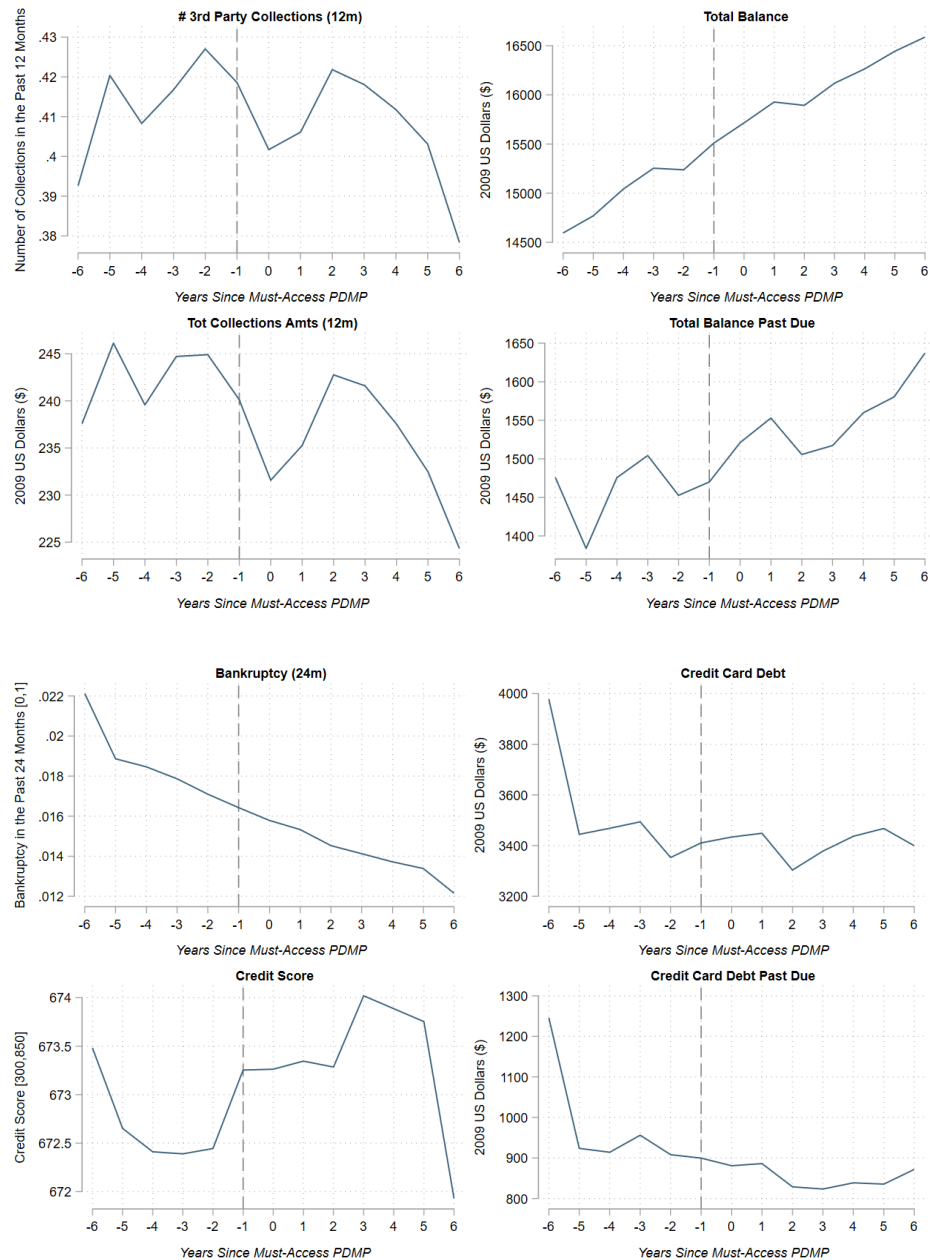 # 3rd Party Collections (12m)
Number of Collections in the Past 12 Months
.43
.42
.41
.4
.39
.38
-6 -5 -4 -3 -2 -1 0 1 2 3 4 5 6
Years Since Must-Access PDMP
Total Balance
2009 US Dollars ($)
16500
16000
15500
15000
14500
-6 -5 -4 -3 -2 -1 0 1 2 3 4 5 6
Years Since Must-Access PDMP
Tot Collections Amts (12m)
2009 US Dollars ($)
245
240
235
230
225
-6 -5 -4 -3 -2 -1 0 1 2 3 4 5 6
Years Since Must-Access PDMP
Total Balance Past Due
2009 US Dollars ($)
1650
1600
1550
1500
1450
1400
-6 -5 -4 -3 -2 -1 0 1 2 3 4 5 6
Years Since Must-Access PDMP
Bankruptcy (24m)
Bankruptcy in the Past 24 Months [0,1]
.022
.02
.018
.016
.014
.012
-6 -5 -4 -3 -2 -1 0 1 2 3 4 5 6
Years Since Must-Access PDMP
Credit Card Debt
2009 US Dollars ($)
4000
3800
3600
3400
3200
-6 -5 -4 -3 -2 -1 0 1 2 3 4 5 6
Years Since Must-Access PDMP
Credit Score
Credit Score [300,850]
674
673.5
673
672.5
672
-6 -5 -4 -3 -2 -1 0 1 2 3 4 5 6
Years Since Must-Access PDMP
Credit Card Debt Past Due
2009 US Dollars ($)
1300
1200
1100
1000
900
800
-6 -5 -4 -3 -2 -1 0 1 2 3 4 5 6
Years Since Must-Access PDMP